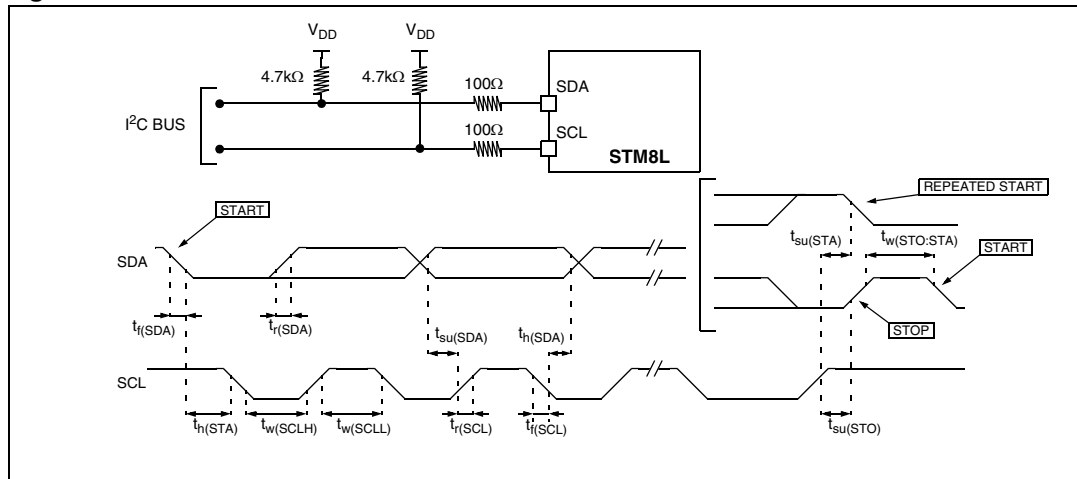 V_DD V_DD
4.7kΩ 4.7kΩ 100Ω SDA
I²C BUS
100Ω SCL
STM8L
REPEATED START
START
t_su(STA) t_w(STO:STA) START
SDA
STOP
t_f(SDA) t_r(SDA) t_su(SDA) t_h(SDA)
SCL
t_h(STA) t_w(SCLH) t_w(SCLL) t_r(SCL) t_f(SCL) t_su(STO)